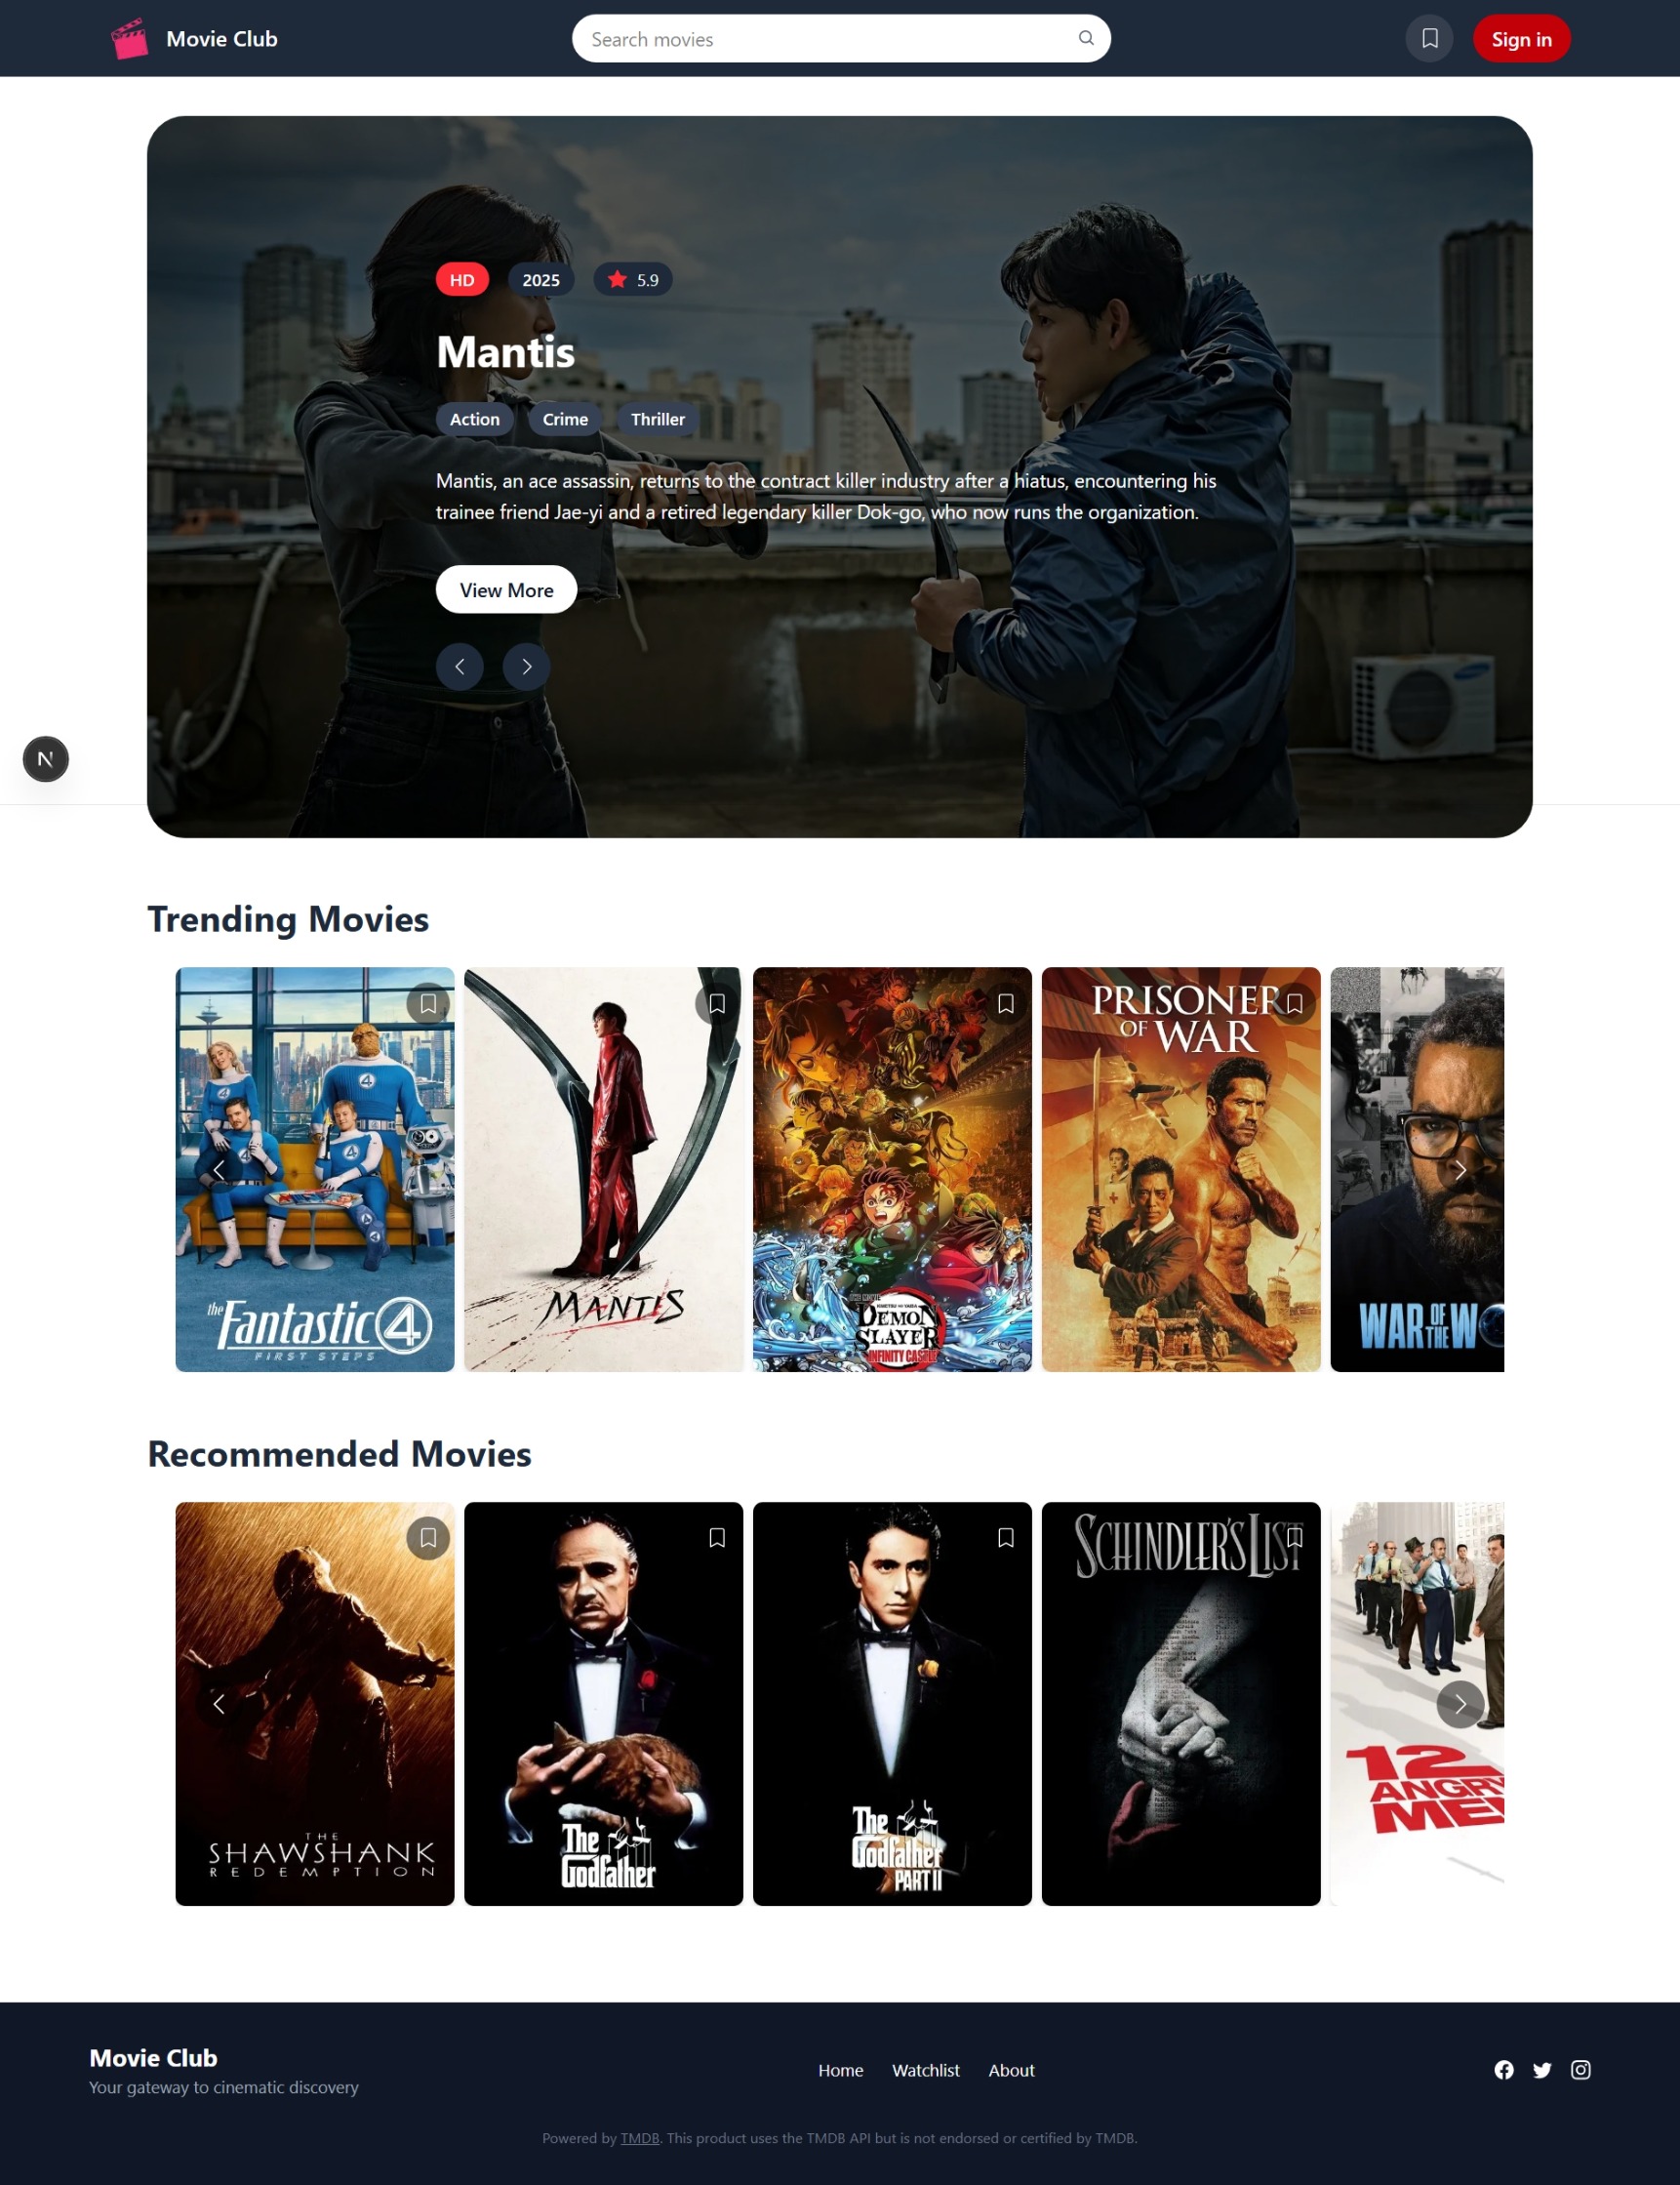 Movie Club
Search movies
Sign in
HD
2025
5.9
Mantis
Action
Crime
Thriller
Mantis, an ace assassin, returns to the contract killer industry after a hiatus, encountering his
trainee friend Jae-yi and a retired legendary killer Dok-go, who now runs the organization.
View More
N
Trending Movies
the
Fantastic 4
FIRST STEPS
MANTIS
KIMETSU NO YAIBA
DEMON
SLAYER
INFINITY CASTLE
PRISONER
OF WAR
WAR OF THE W
Recommended Movies
THE
SHAWSHANK
REDEMPTION
The
Godfather
The
Godfather
PART II
SCHINDLER'S LIST
12
ANGRY
MEN
Movie Club
Your gateway to cinematic discovery
Home
Watchlist
About
Powered by TMDB. This product uses the TMDB API but is not endorsed or certified by TMDB.